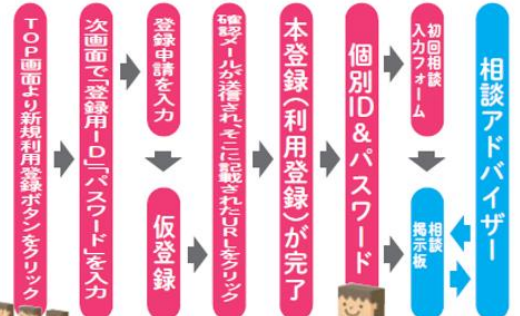 TOP画面より新規利用登録ボタンをクリック
次画面で「登録用ID」「パスワード」を入力
登録申請を入力
仮登録
確認メールが送信され、そこに記載されたURLをクリック
本登録(利用登録)が完了
個別ID&パスワード
初回相談
入力フォーム
相談
掲示板
相談アドバイザー